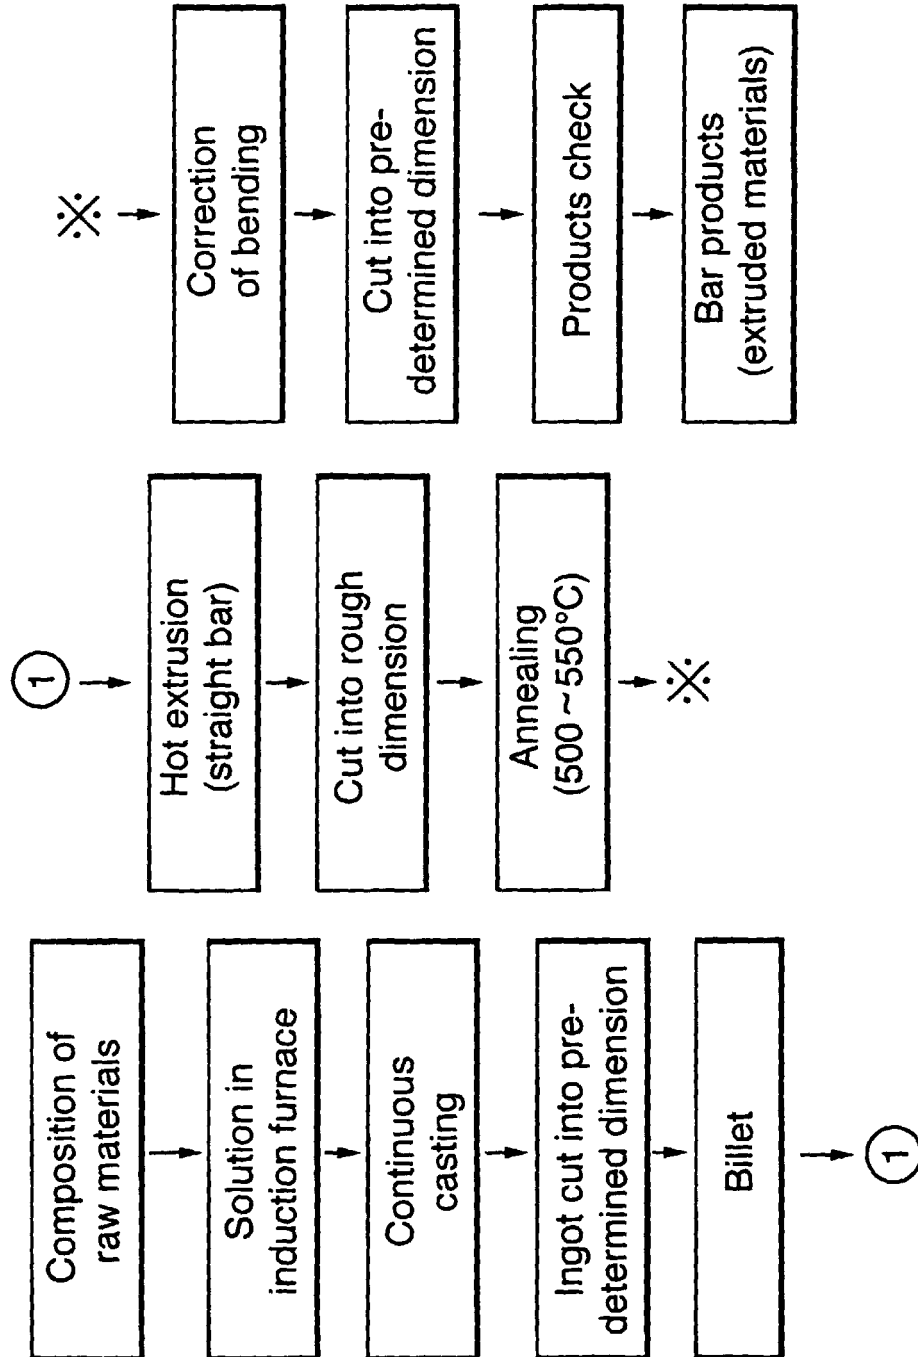 Composition of
raw materials
Solution in
induction furnace
Continuous
casting
Ingot cut into pre-
determined dimension
Billet
1
1
Hot extrusion
(straight bar)
Cut into rough
dimension
Annealing
(500 ~ 550°C)
※
※
Correction
of bending
Cut into pre-
determined dimension
Products check
Bar products
(extruded materials)